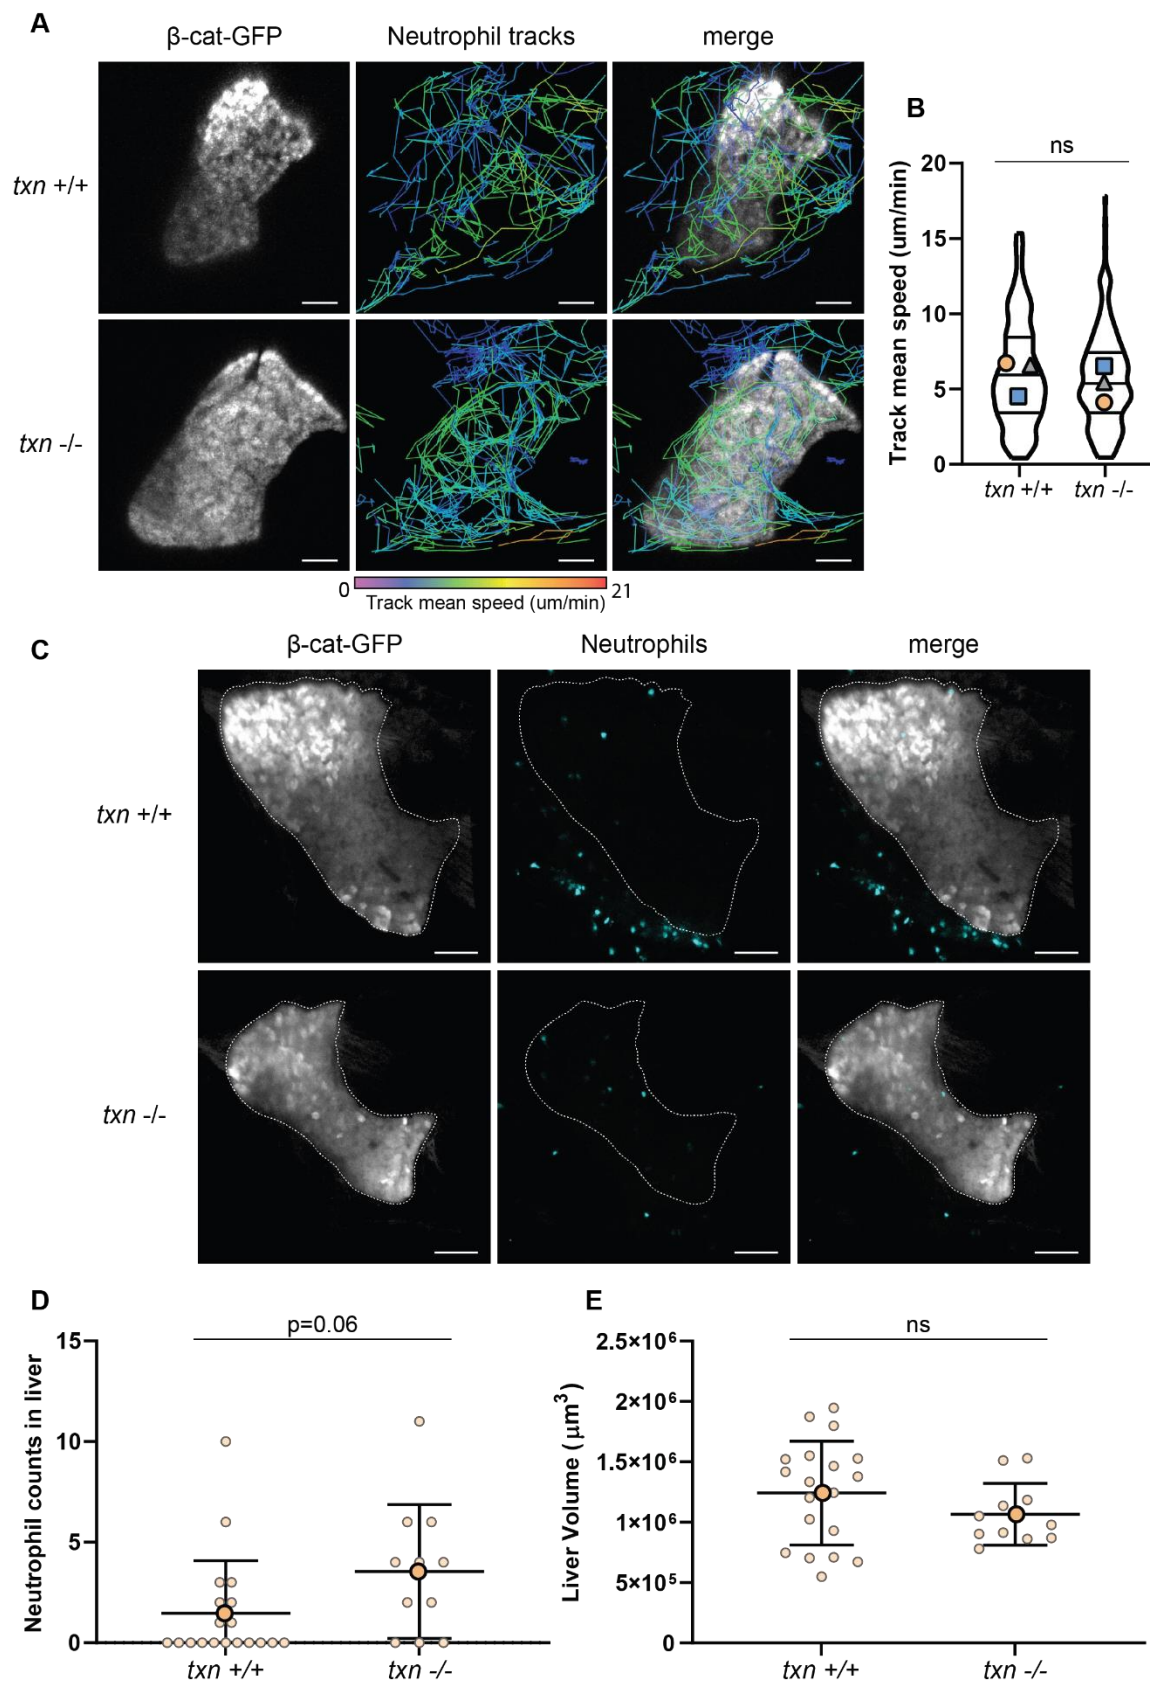 A
β-cat-GFP Neutrophil tracks merge
txn +/+
txn -/-
0 21
Track mean speed (um/min)
B
ns
Track mean speed (um/min)
20
15
10
5
0
txn +/+ txn -/-
C
β-cat-GFP Neutrophils merge
txn +/+
txn -/-
D
p=0.06
Neutrophil counts in liver
15
10
5
0
txn +/+ txn -/-
E
ns
Liver Volume (μm³)
2.5×10⁶
2×10⁶
1.5×10⁶
1×10⁶
5×10⁵
0
txn +/+ txn -/-